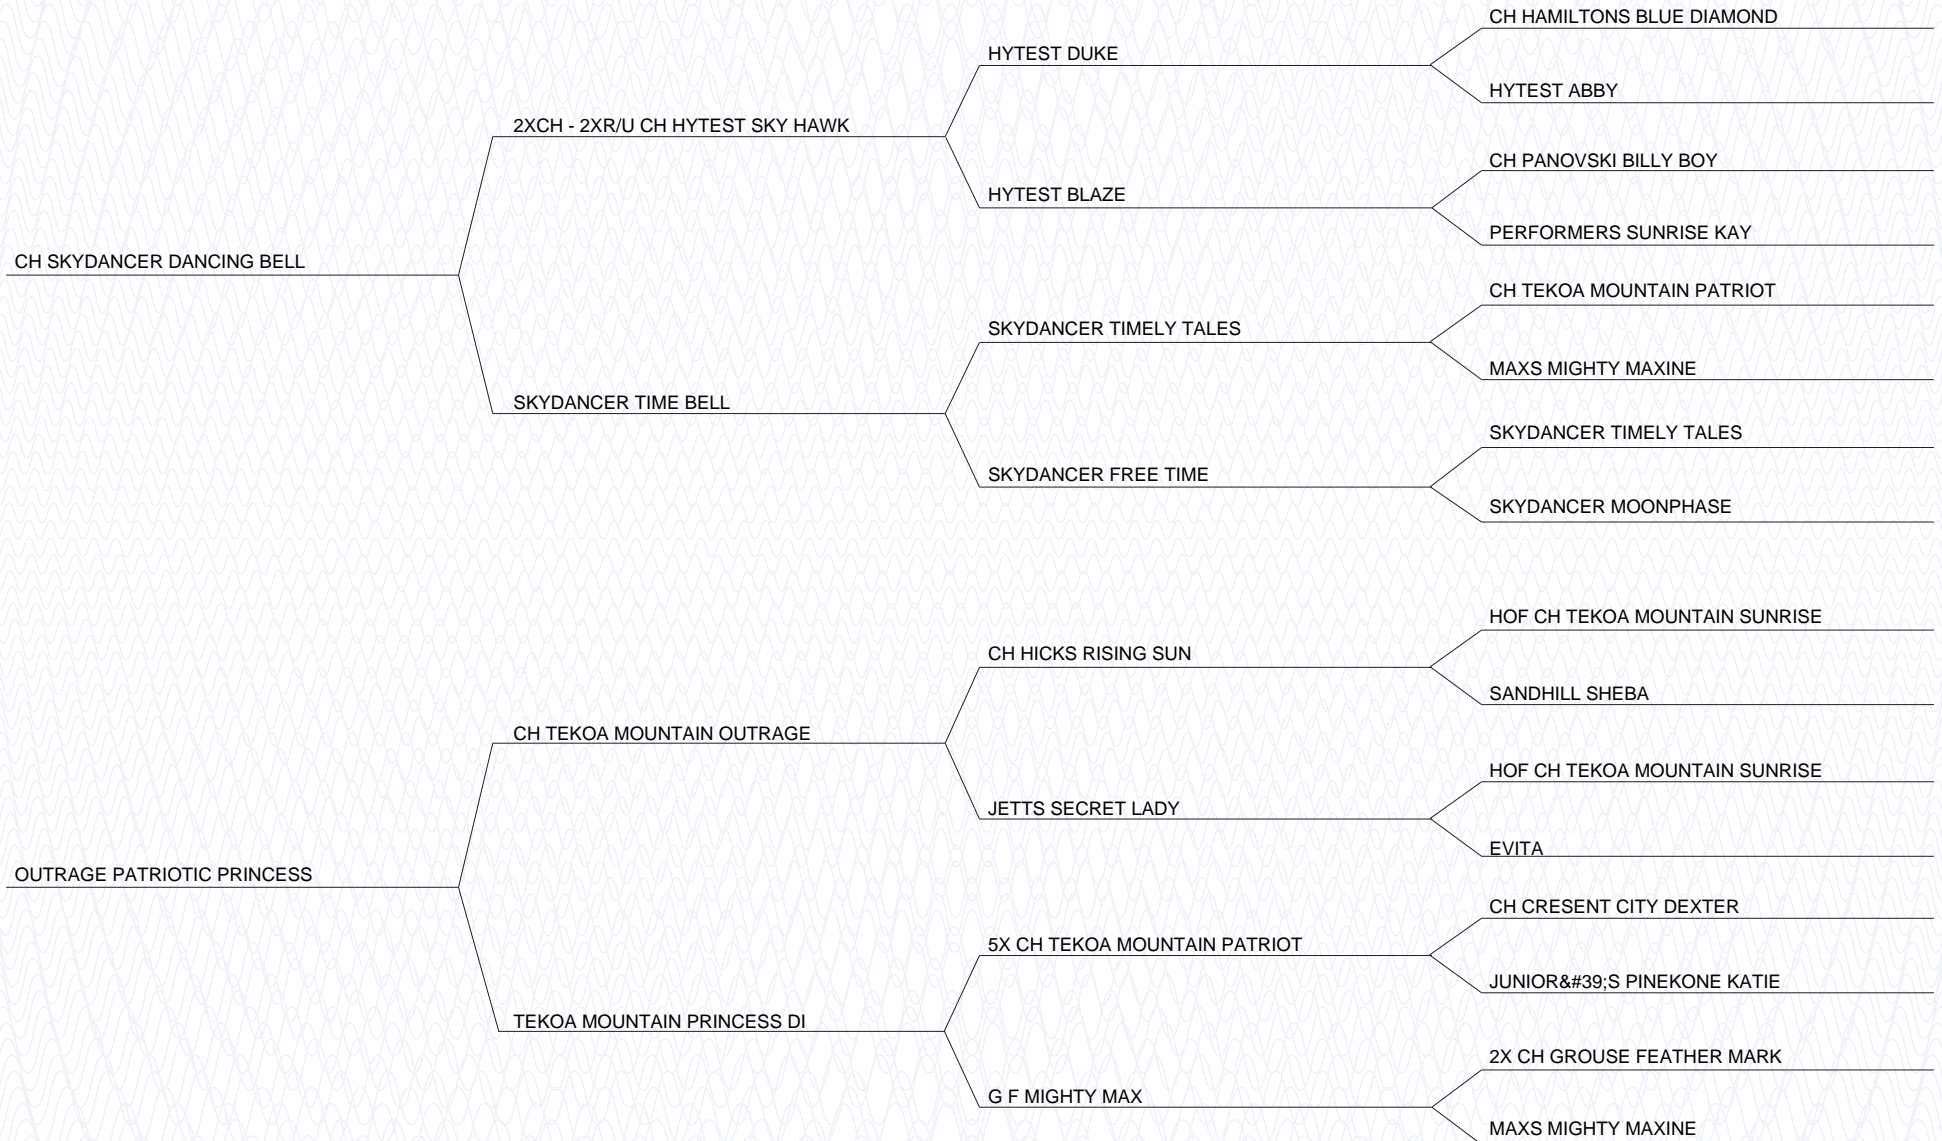 CH HAMILTONS BLUE DIAMOND
HYTEST DUKE
HYTEST ABBY
2XCH - 2XR/U CH HYTEST SKY HAWK
CH PANOVSKI BILLY BOY
HYTEST BLAZE
PERFORMERS SUNRISE KAY
CH SKYDANCER DANCING BELL
CH TEKOA MOUNTAIN PATRIOT
SKYDANCER TIMELY TALES
MAXS MIGHTY MAXINE
SKYDANCER TIME BELL
SKYDANCER TIMELY TALES
SKYDANCER FREE TIME
SKYDANCER MOONPHASE
HOF CH TEKOA MOUNTAIN SUNRISE
CH HICKS RISING SUN
SANDHILL SHEBA
CH TEKOA MOUNTAIN OUTRAGE
HOF CH TEKOA MOUNTAIN SUNRISE
JETTS SECRET LADY
EVITA
OUTRAGE PATRIOTIC PRINCESS
CH CRESENT CITY DEXTER
5X CH TEKOA MOUNTAIN PATRIOT
JUNIOR&#39;S PINEKONE KATIE
TEKOA MOUNTAIN PRINCESS DI
2X CH GROUSE FEATHER MARK
G F MIGHTY MAX
MAXS MIGHTY MAXINE